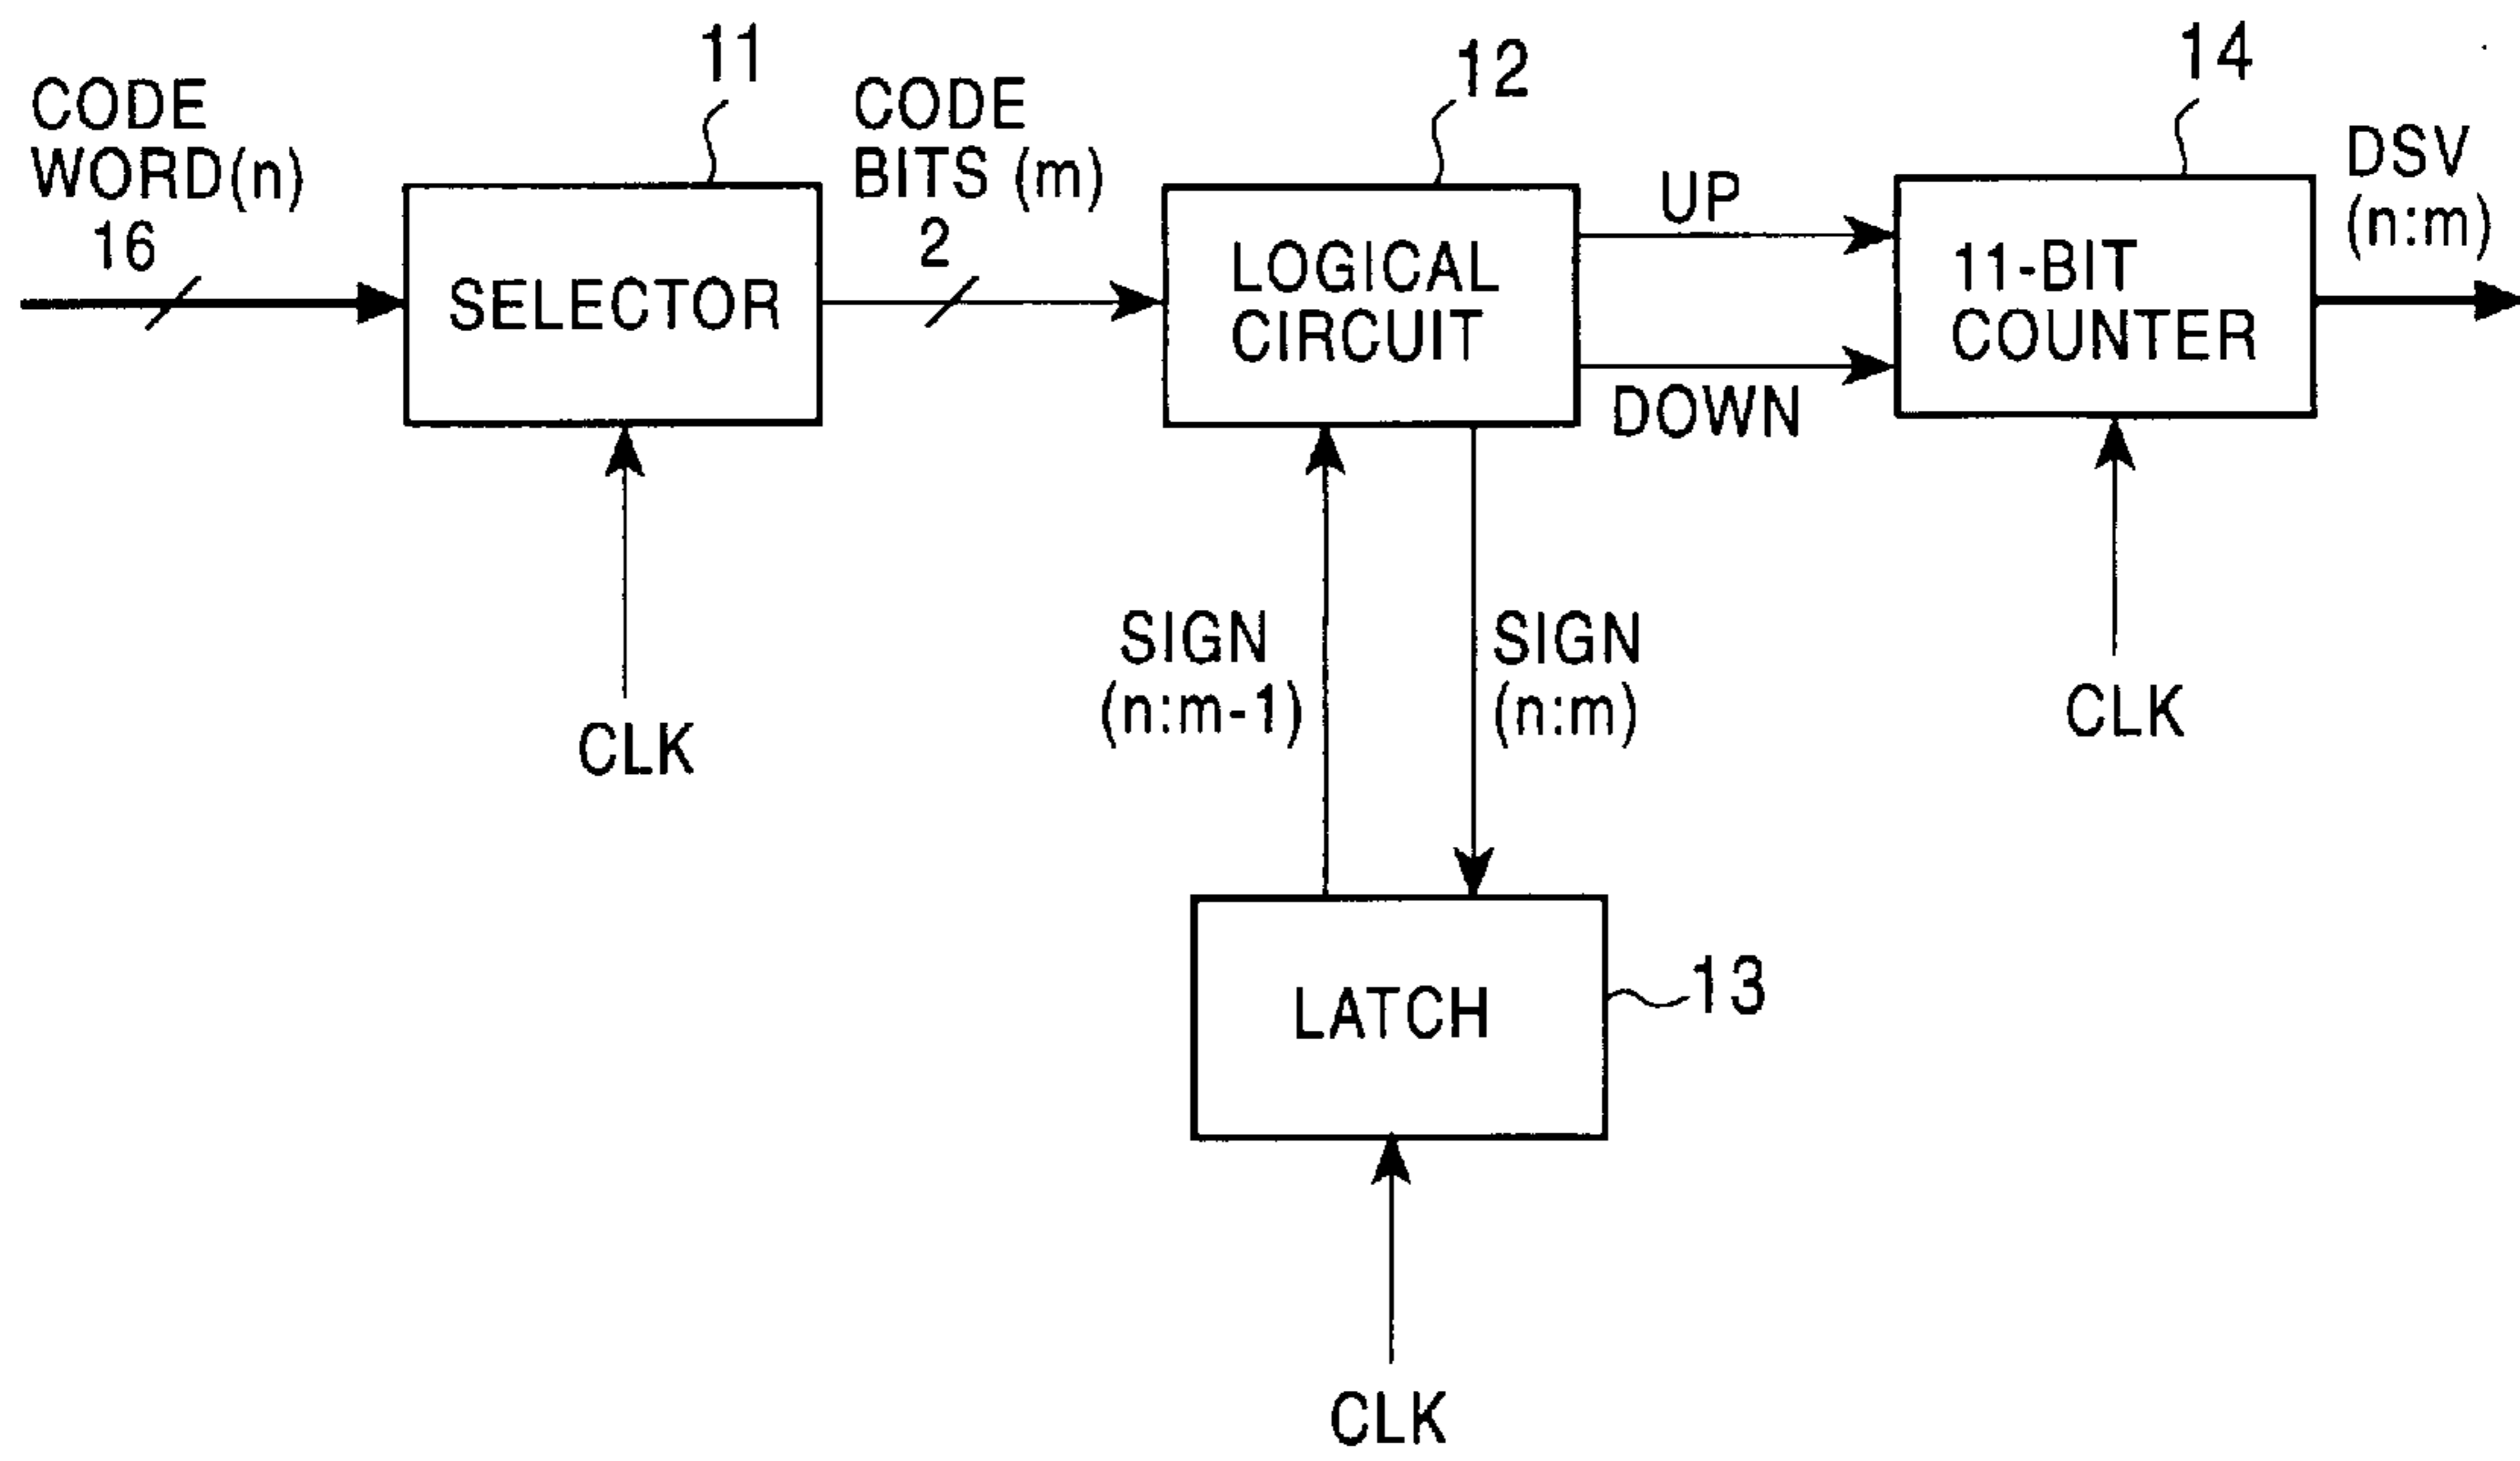 11
12
14
CODE
WORD(n)
16
CODE
BITS (m)
2
UP
DSV
(n:m)
SELECTOR
LOGICAL
CIRCUIT
11-BIT
COUNTER
DOWN
SIGN
(n:m-1)
SIGN
(n:m)
CLK
CLK
LATCH
13
CLK